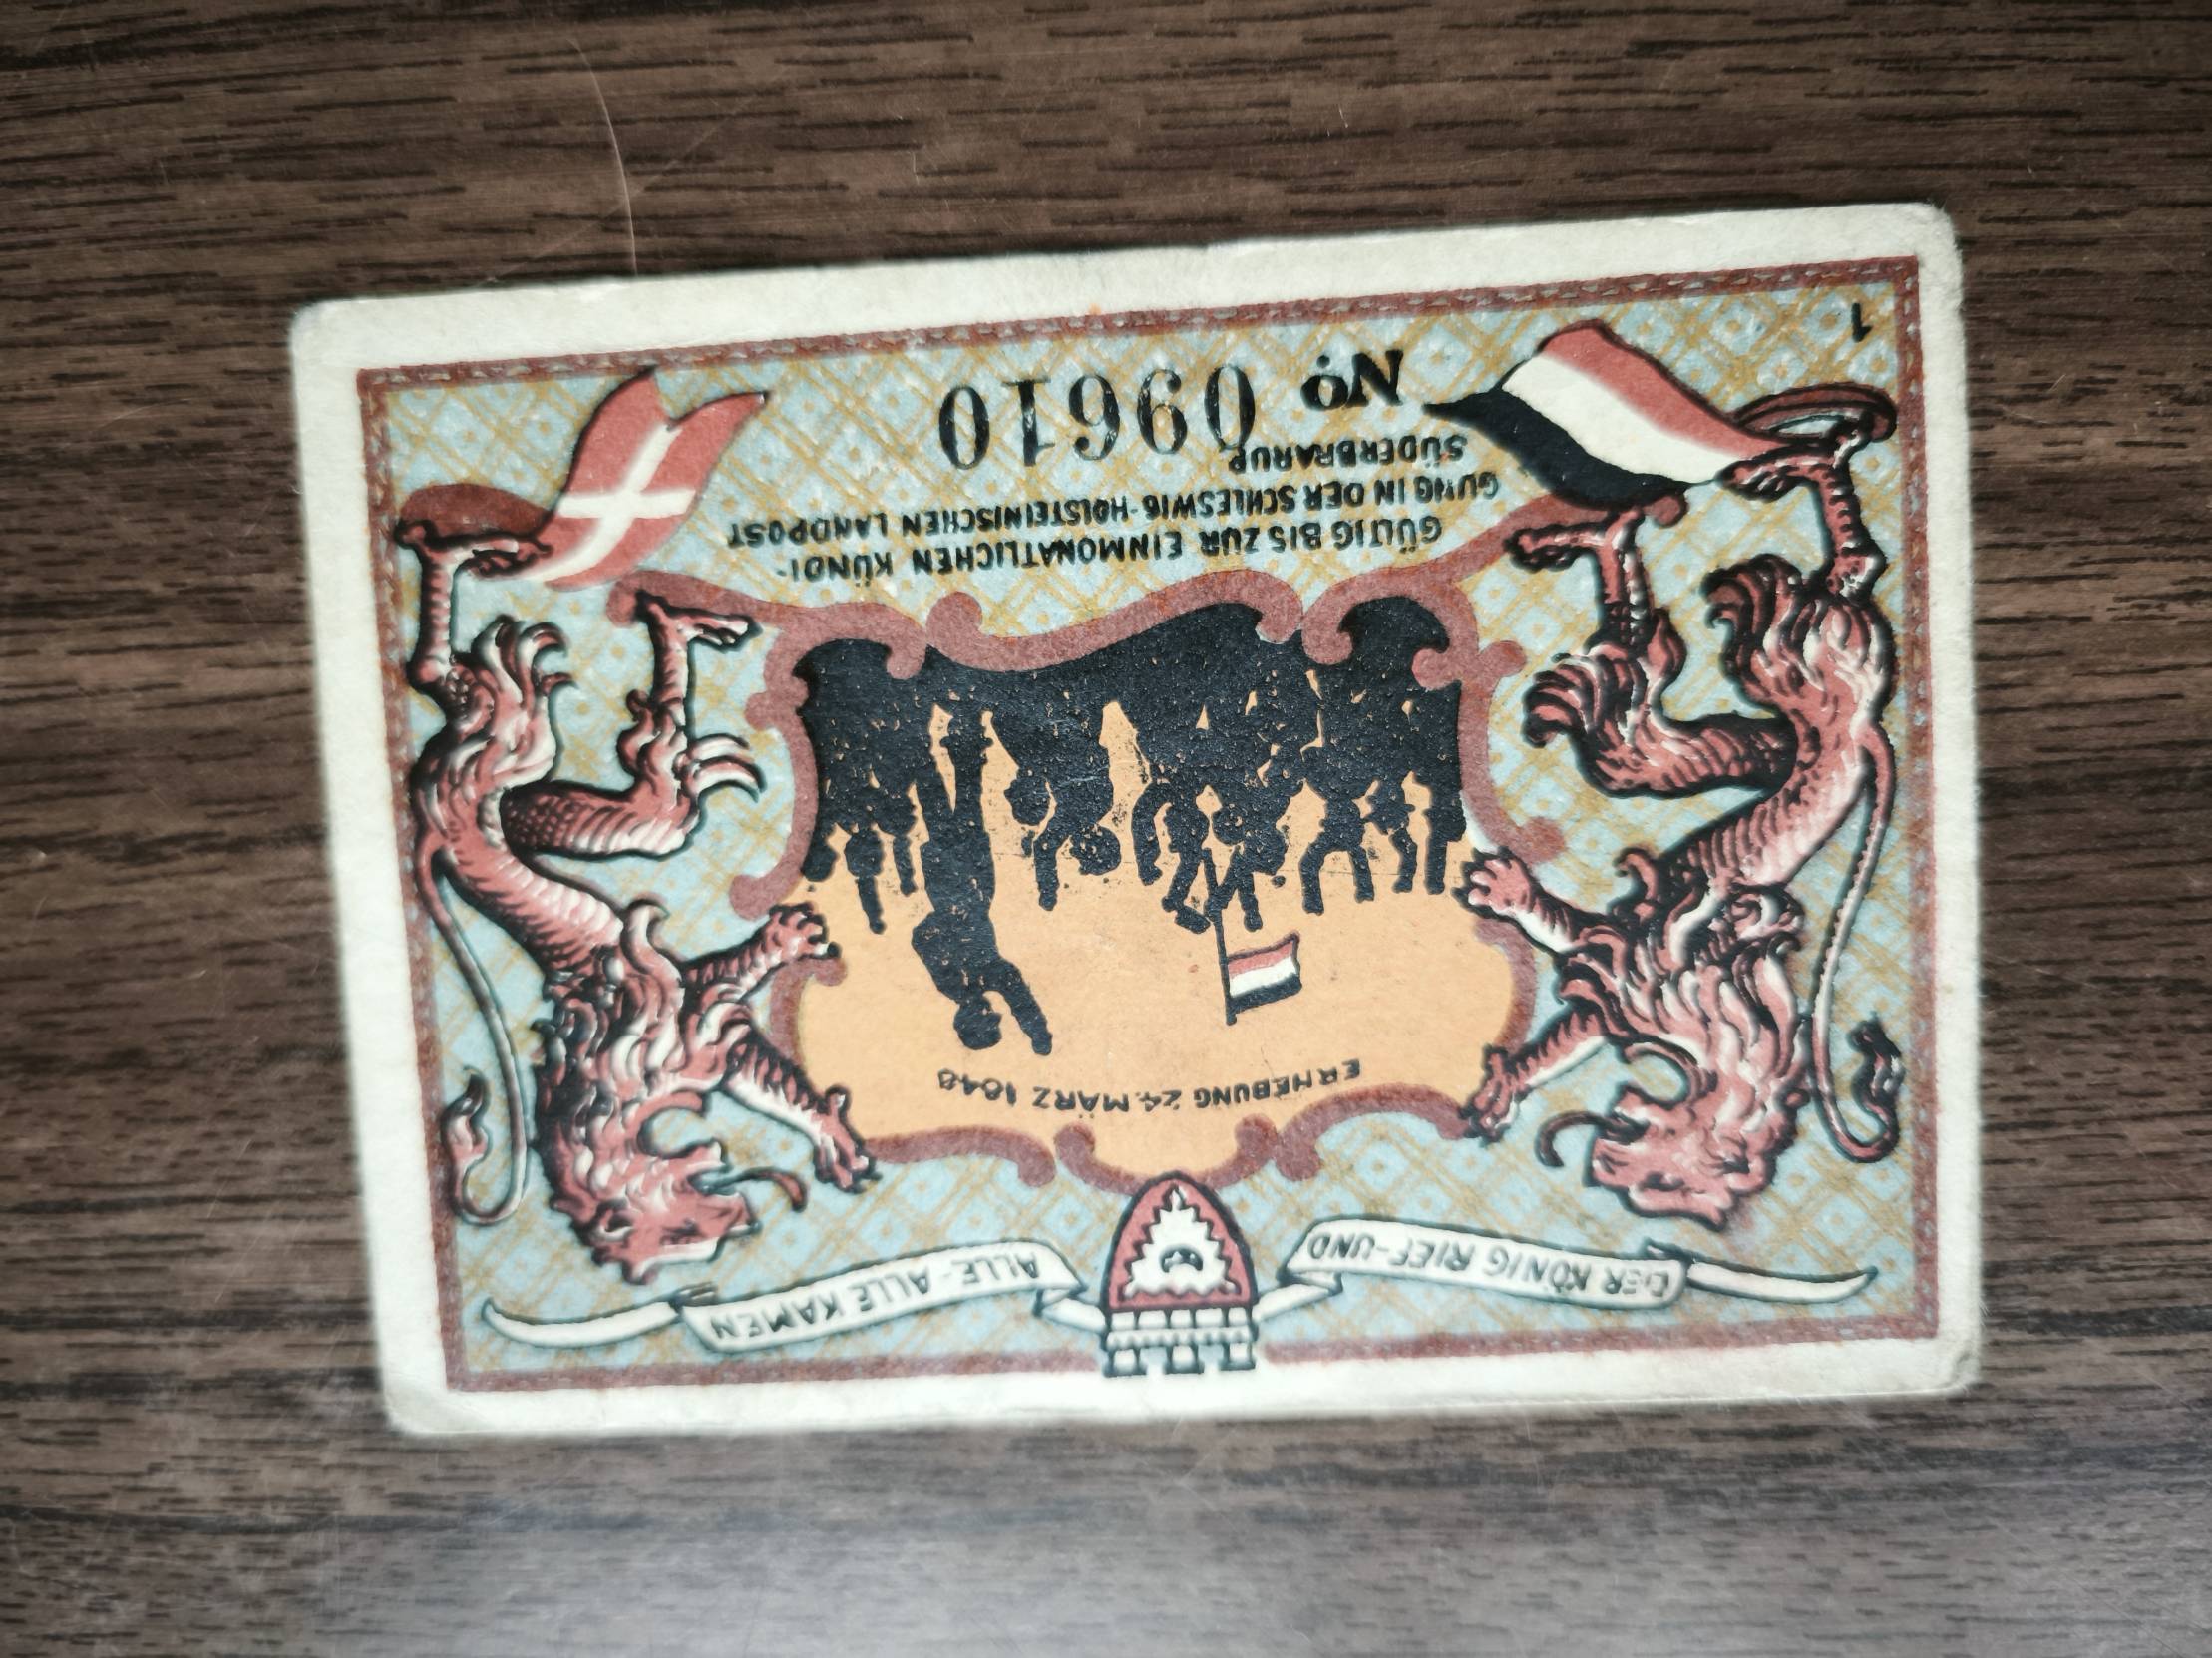 DER KÖNIG RIEF-UND
ALLE-ALLE KAMEN
ERHEBUNG 24. MÄRZ 1848
GÜLTIG BIS ZUR EINMONATLICHEN KÜNDI-
GUNG IN DER SCHLESWIG-HOLSTEINISCHEN LANDPOST
SÜDERBRARUP
No 09610
1